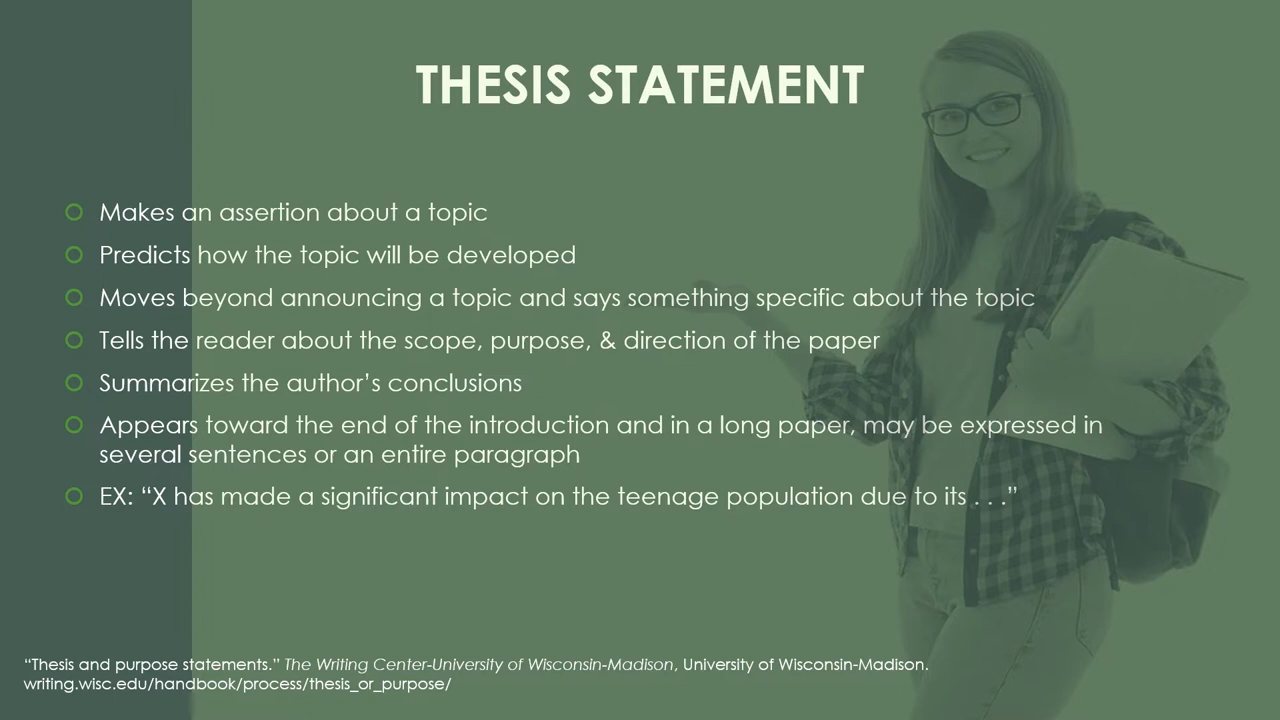 THESIS STATEMENT
Makes an assertion about a topic
Predicts how the topic will be developed
Moves beyond announcing a topic and says something specific about the topic
Tells the reader about the scope, purpose, & direction of the paper
Summarizes the author’s conclusions
Appears toward the end of the introduction and in a long paper, may be expressed in
several sentences or an entire paragraph
EX: “X has made a significant impact on the teenage population due to its . . .”
“Thesis and purpose statements.” The Writing Center-University of Wisconsin-Madison, University of Wisconsin-Madison.
writing.wisc.edu/handbook/process/thesis_or_purpose/